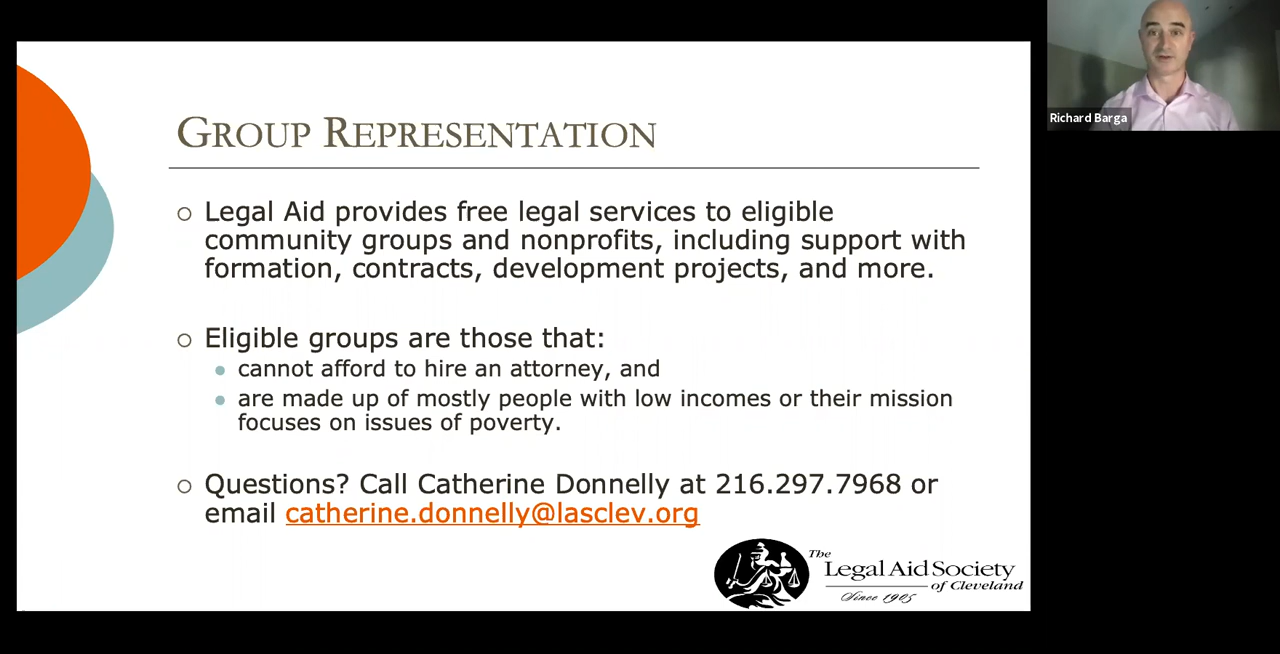 GROUP REPRESENTATION
Legal Aid provides free legal services to eligible
community groups and nonprofits, including support with
formation, contracts, development projects, and more.
Eligible groups are those that:
cannot afford to hire an attorney, and
are made up of mostly people with low incomes or their mission
focuses on issues of poverty.
Questions? Call Catherine Donnelly at 216.297.7968 or
email catherine.donnelly@lasclev.org
The
Legal Aid Society
of Cleveland
Since 1905
Richard Barga